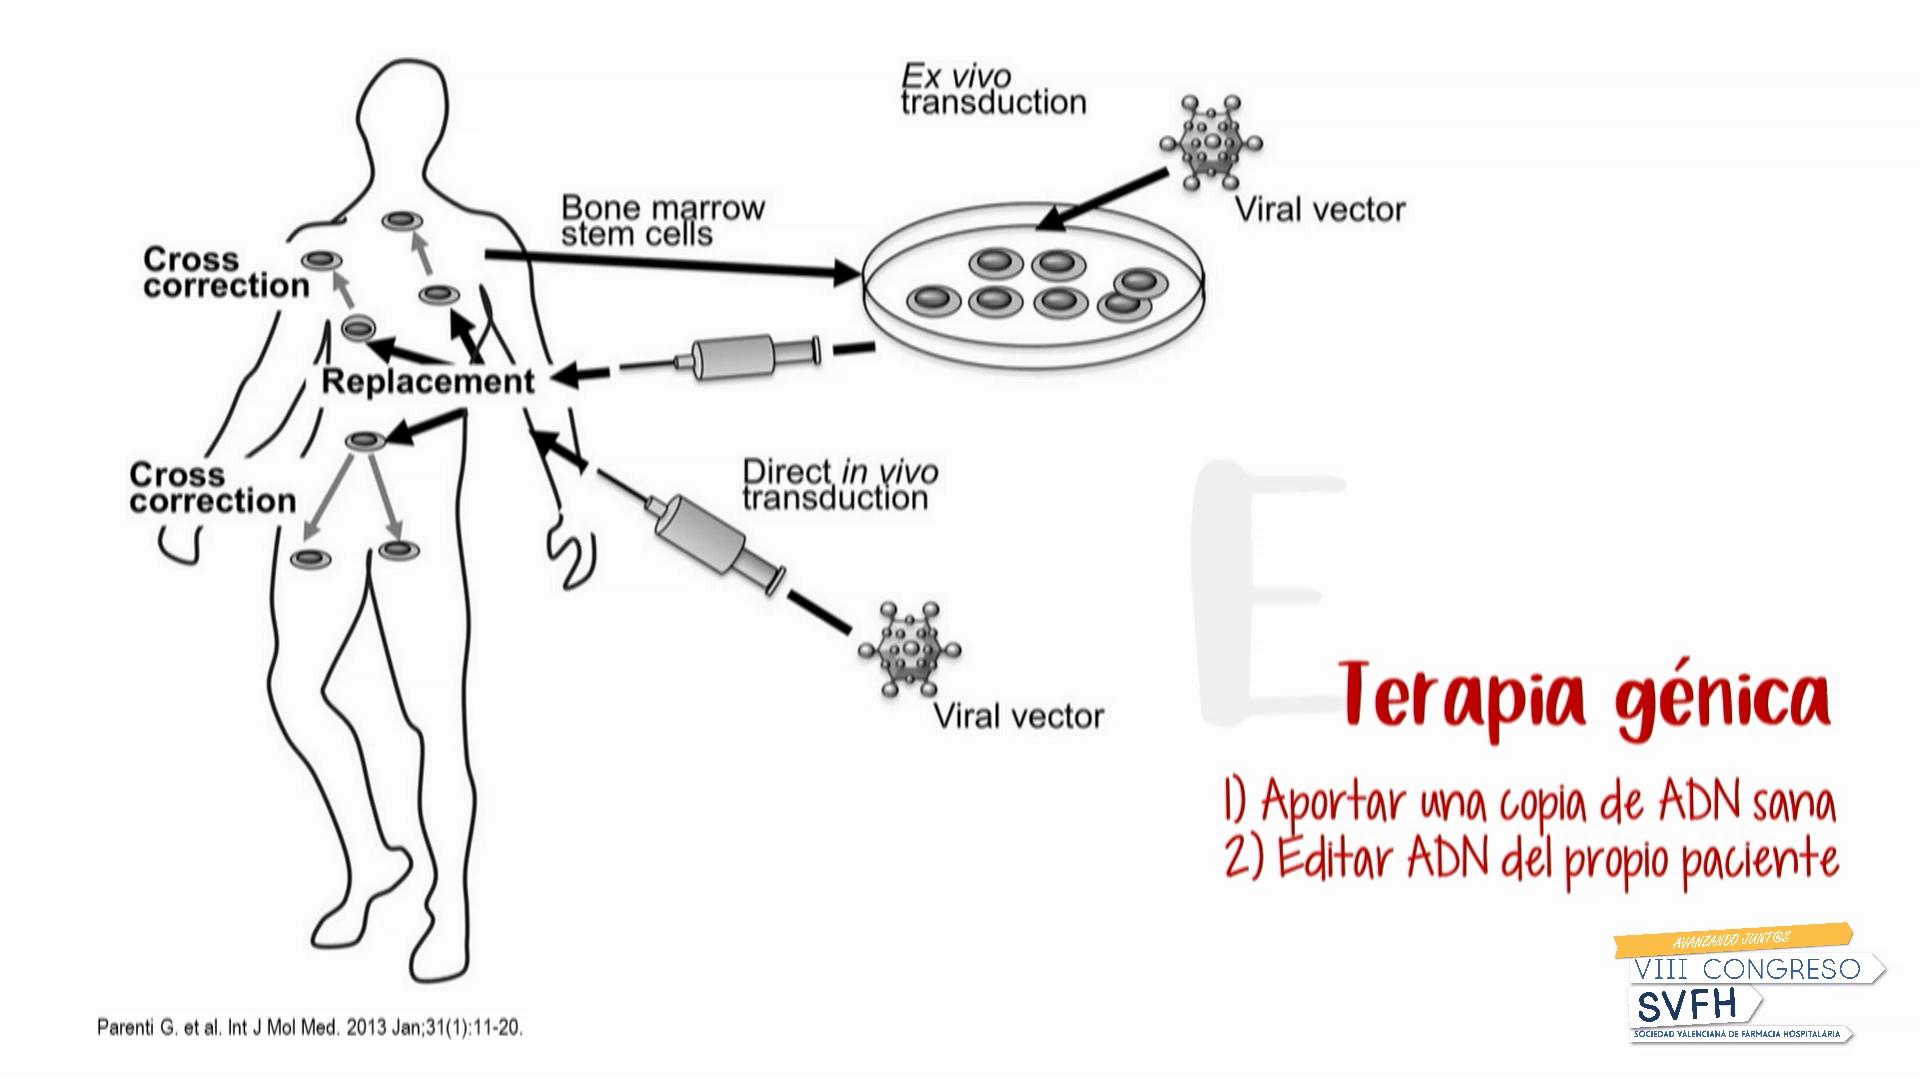 Ex vivo
transduction
Viral vector
Bone marrow
stem cells
Cross
correction
Replacement
Cross
correction
Direct in vivo
transduction
Viral vector
E
Terapia génica
1) Aportar una copia de ADN sana
2) Editar ADN del propio paciente
AVANZANDO JUNT@S
VIII CONGRESO
SVFH
SOCIEDAD VALENCIANA DE FARMACIA HOSPITALARIA
Parenti G. et al. Int J Mol Med. 2013 Jan;31(1):11-20.